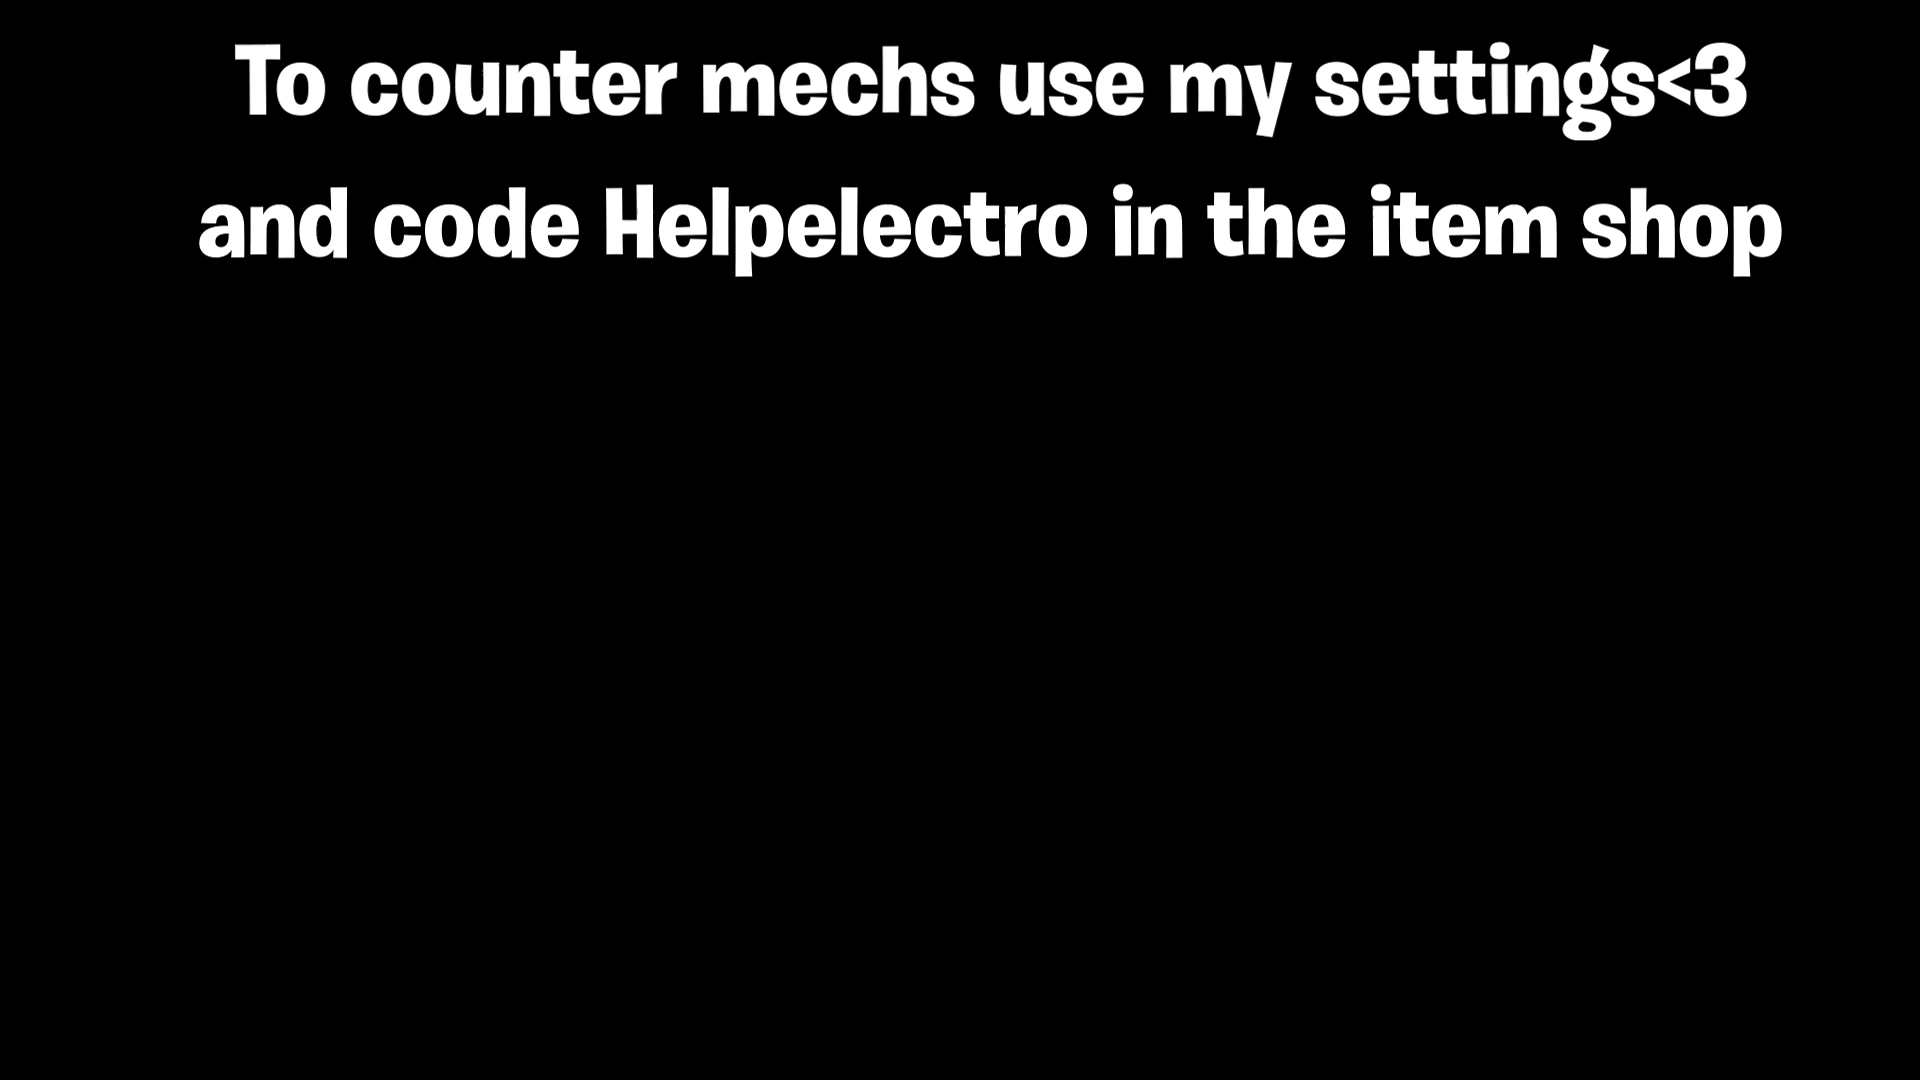 To counter mechs use my settings<3
and code Helpelectro in the item shop